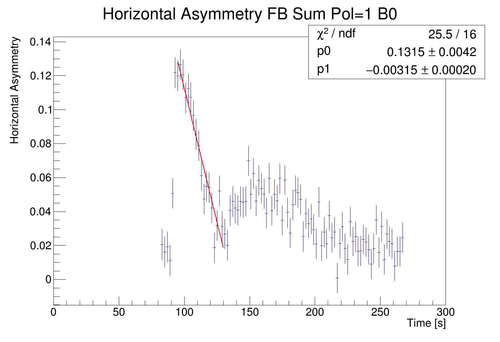 Horizontal Asymmetry FB Sum Pol=1 B0
χ² / ndf 25.5 / 16
p0 0.1315 ± 0.0042
p1 −0.00315 ± 0.00020
Horizontal Asymmetry
0.14
0.12
0.1
0.08
0.06
0.04
0.02
0
0 50 100 150 200 250 300
Time [s]